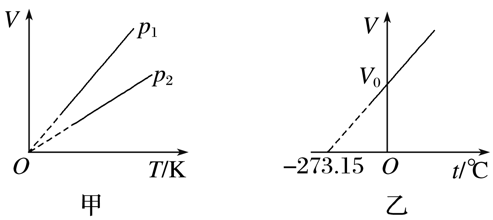 V
p₁
p₂
O
T/K
甲
V
V₀
−273.15
O
t/℃
乙